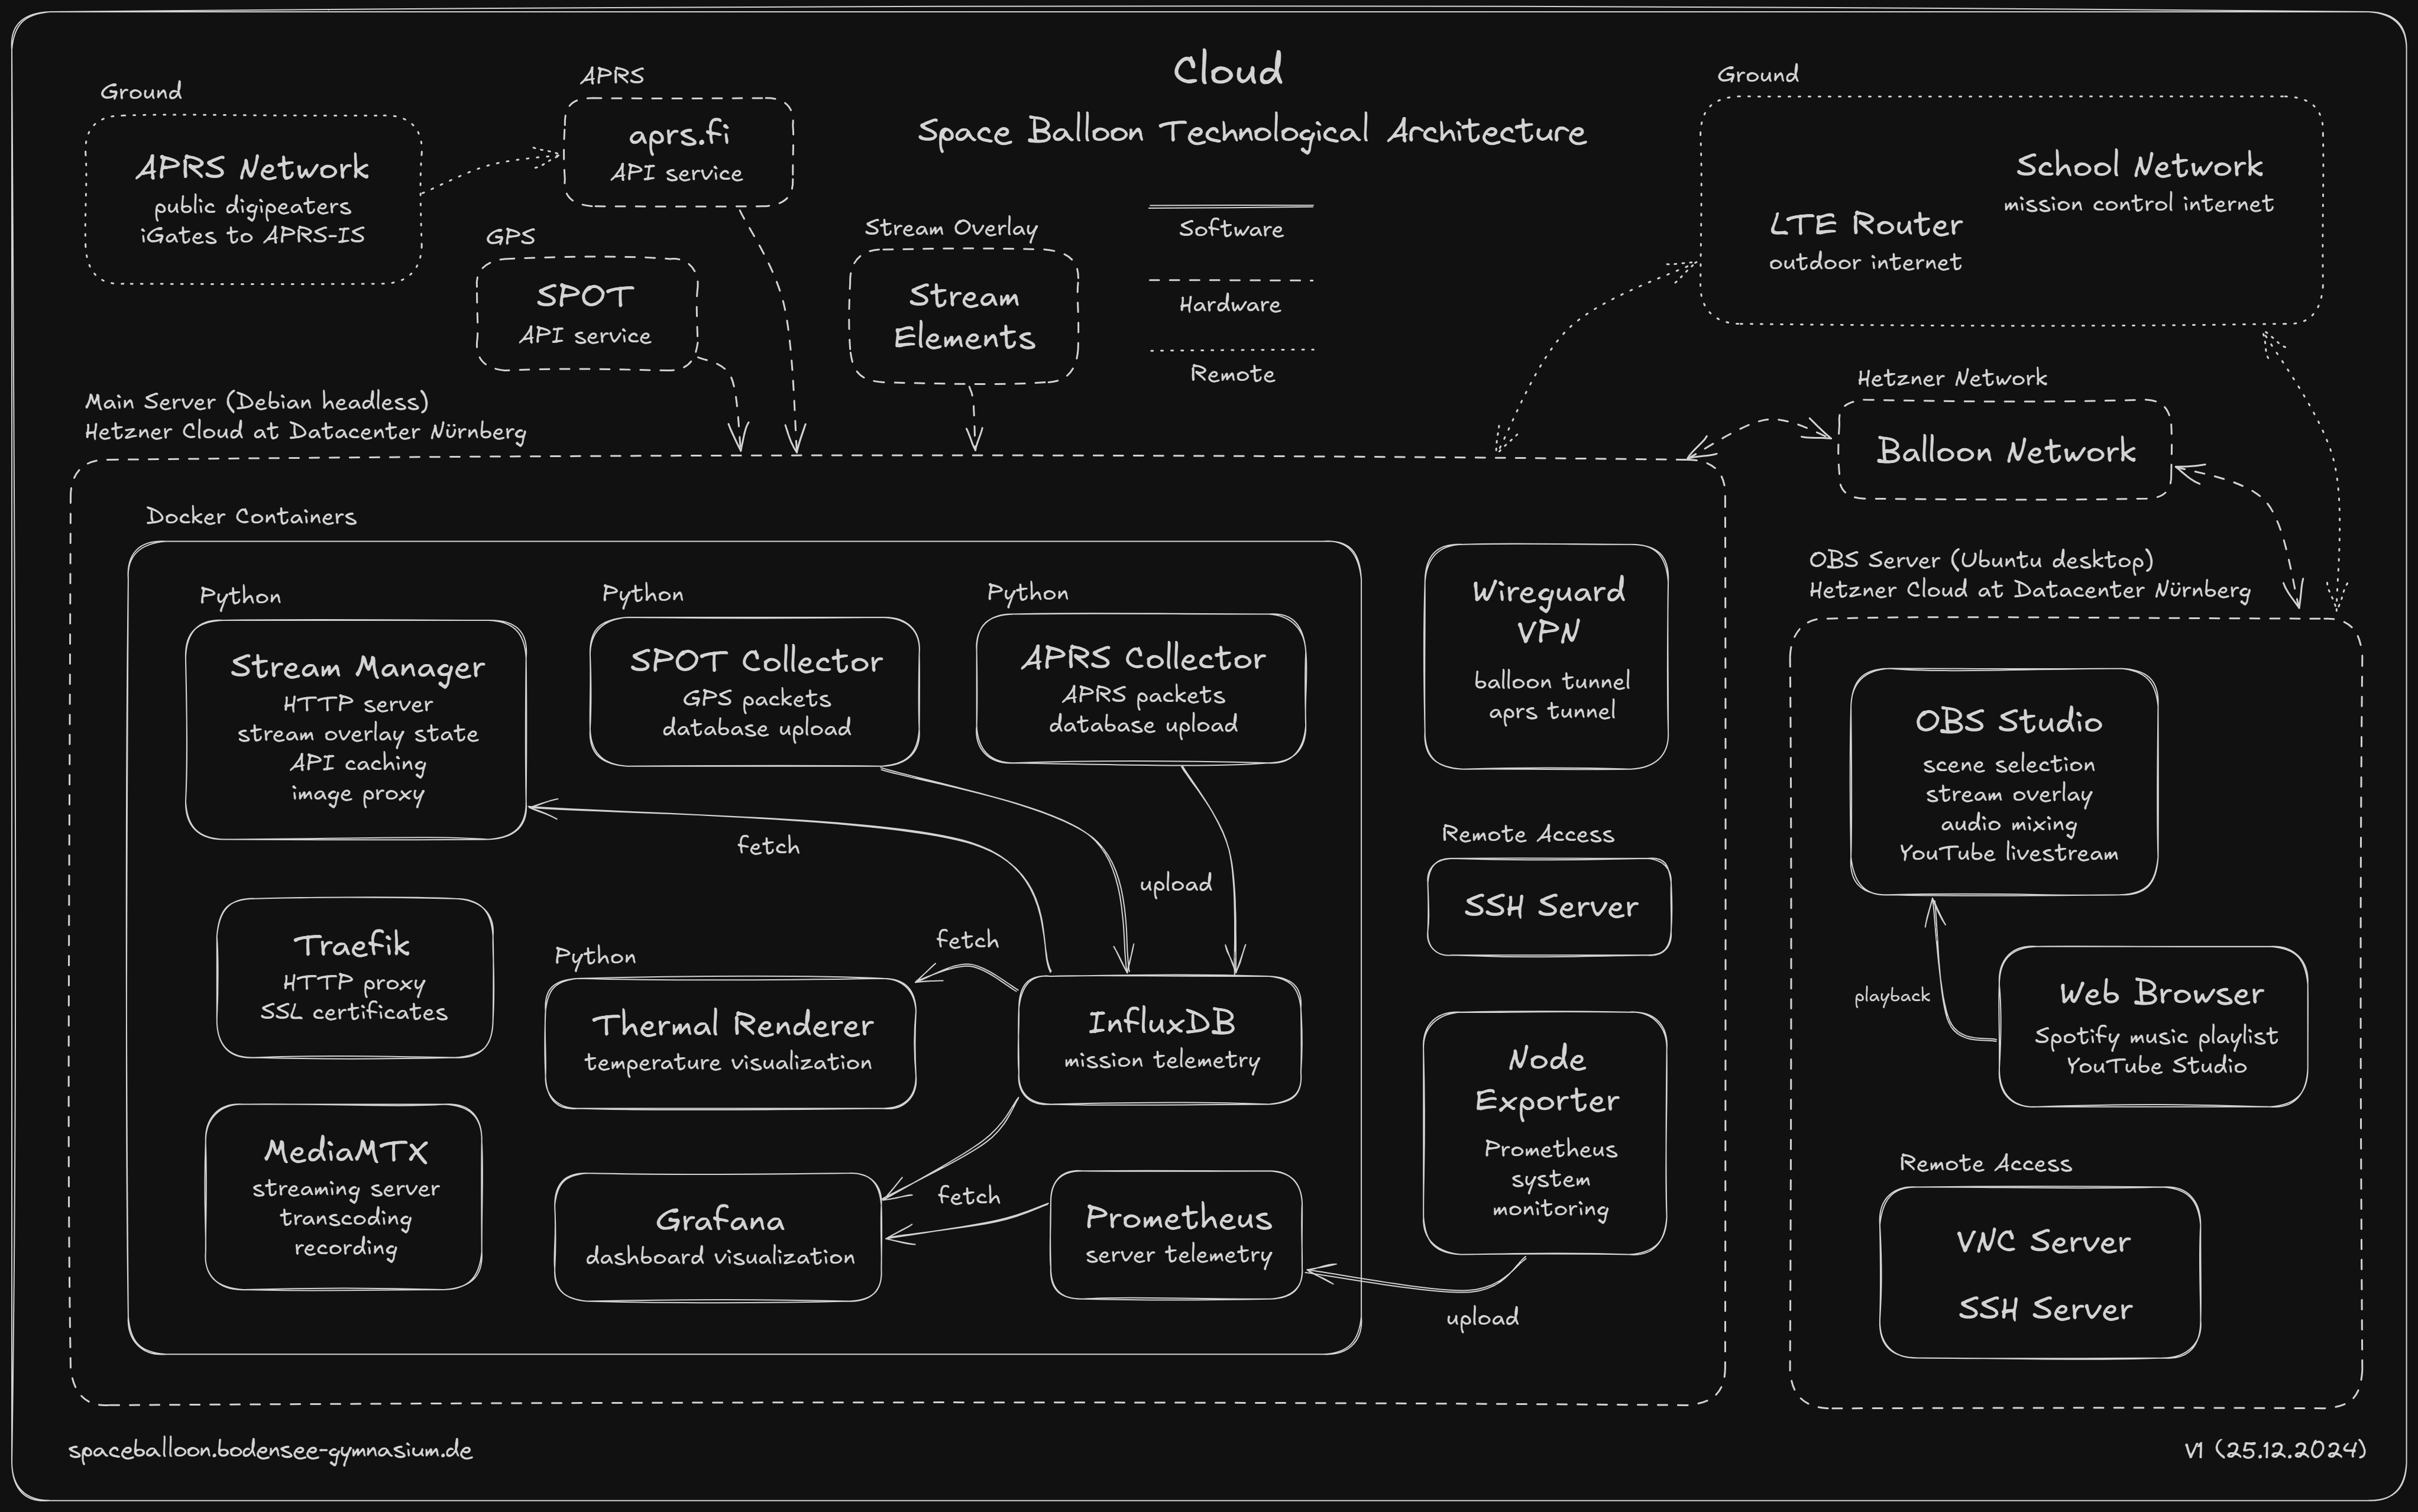 Cloud
Space Balloon Technological Architecture
Software
Hardware
Remote
Ground
APRS Network
public digipeaters
iGates to APRS-IS
APRS
aprs.fi
API service
GPS
SPOT
API service
Stream Overlay
Stream
Elements
Ground
School Network
mission control internet
LTE Router
outdoor internet
Hetzner Network
Balloon Network
Main Server (Debian headless)
Hetzner Cloud at Datacenter Nürnberg
Docker Containers
Python
Stream Manager
HTTP server
stream overlay state
API caching
image proxy
Python
SPOT Collector
GPS packets
database upload
Python
APRS Collector
APRS packets
database upload
fetch
upload
Traefik
HTTP proxy
SSL certificates
Python
Thermal Renderer
temperature visualization
fetch
InfluxDB
mission telemetry
MediaMTX
streaming server
transcoding
recording
Grafana
dashboard visualization
fetch
Prometheus
server telemetry
Wireguard
VPN
balloon tunnel
aprs tunnel
Remote Access
SSH Server
Node
Exporter
Prometheus
system
monitoring
upload
OBS Server (Ubuntu desktop)
Hetzner Cloud at Datacenter Nürnberg
OBS Studio
scene selection
stream overlay
audio mixing
YouTube livestream
playback
Web Browser
Spotify music playlist
YouTube Studio
Remote Access
VNC Server
SSH Server
spaceballoon.bodensee-gymnasium.de
V1 (25.12.2024)